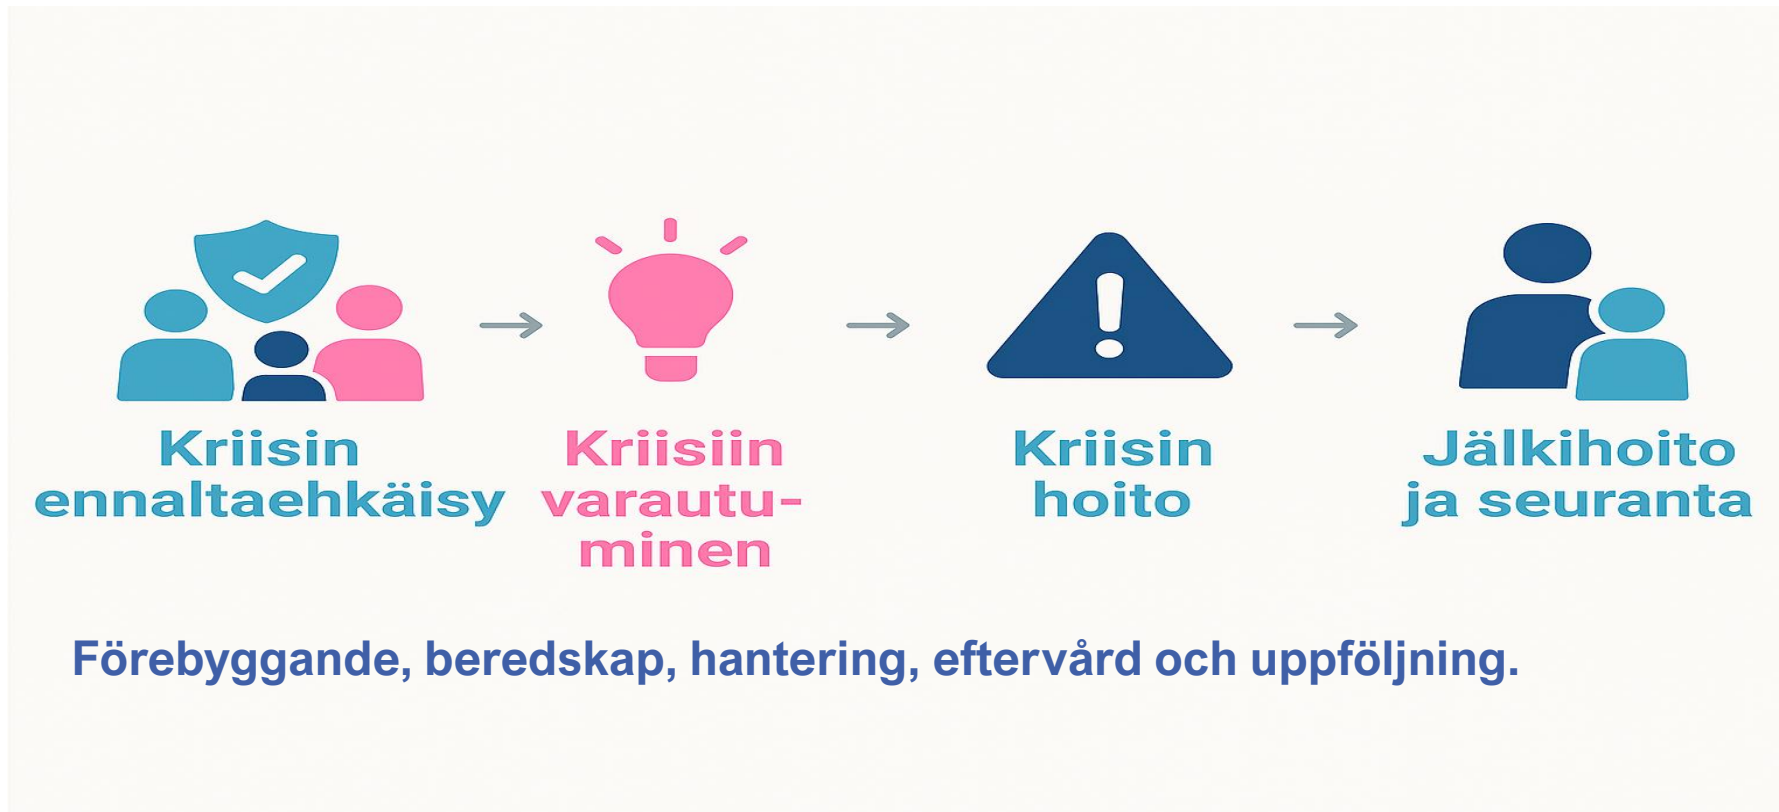 Kriisin
ennaltaehkäisy
Kriisiin
varautu-
minen
Kriisin
hoito
Jälkihoito
ja seuranta
Förebyggande, beredskap, hantering, eftervård och uppföljning.